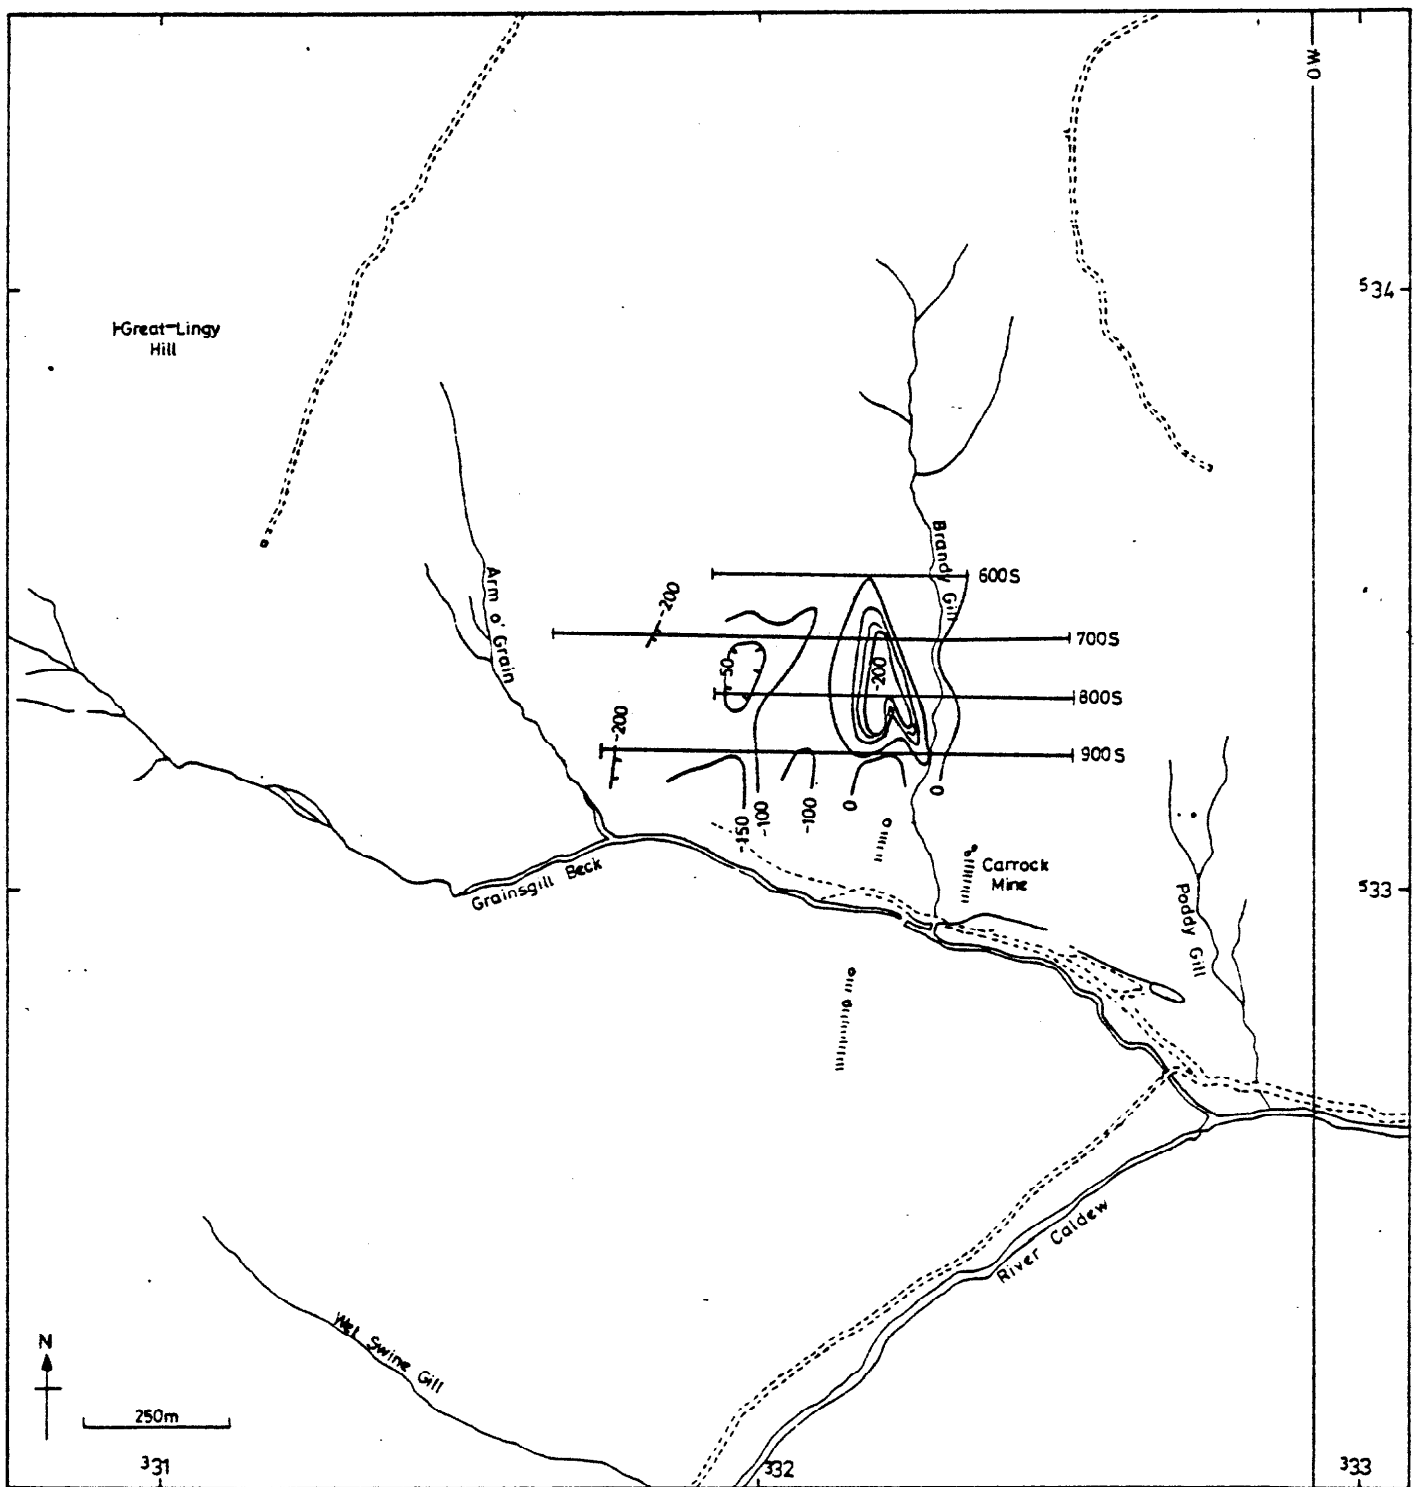 0W
534
Great Lingy
Hill
Brandy Gill
600S
Arm o' Grain
-200
700S
-50
-200
800S
-200
900S
0
0
-100
-100
-150
Carrock
Mine
533
Grainsgill Beck
Poddy Gill
River Caldew
Wet Swine Gill
N
250m
331
332
333